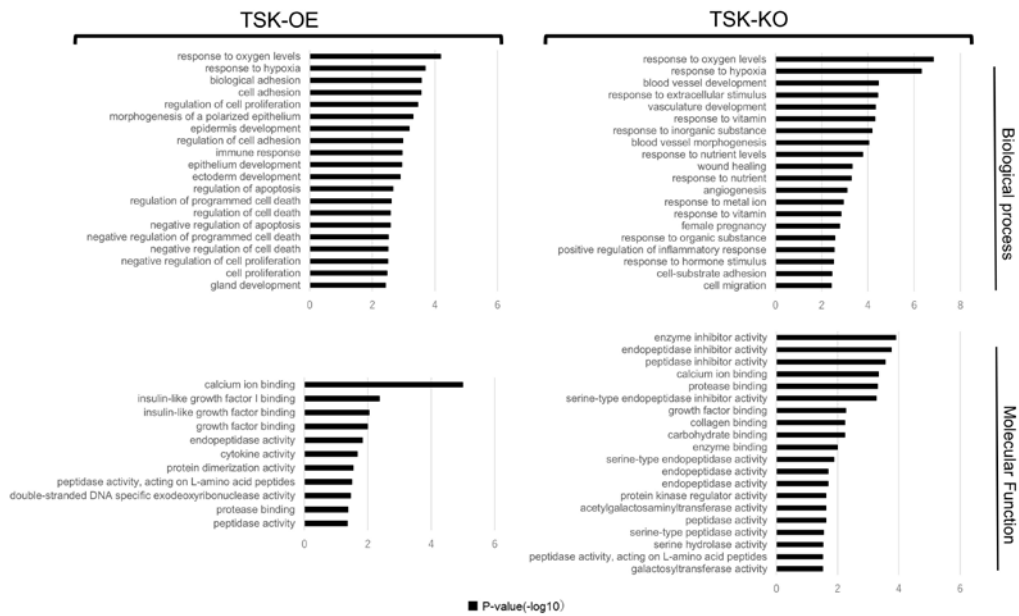 TSK-OE
response to oxygen levels
response to hypoxia
biological adhesion
cell adhesion
regulation of cell proliferation
morphogenesis of a polarized epithelium
epidermis development
regulation of cell adhesion
immune response
epithelium development
ectoderm development
regulation of apoptosis
regulation of programmed cell death
regulation of cell death
negative regulation of apoptosis
negative regulation of programmed cell death
negative regulation of cell death
negative regulation of cell proliferation
cell proliferation
gland development
0 2 4 6
TSK-KO
response to oxygen levels
response to hypoxia
blood vessel development
response to extracellular stimulus
vasculature development
response to vitamin
response to inorganic substance
blood vessel morphogenesis
response to nutrient levels
wound healing
response to nutrient
angiogenesis
response to metal ion
response to vitamin
female pregnancy
response to organic substance
positive regulation of inflammatory response
response to hormone stimulus
cell-substrate adhesion
cell migration
0 2 4 6 8
Biological process
calcium ion binding
insulin-like growth factor I binding
insulin-like growth factor binding
growth factor binding
endopeptidase activity
cytokine activity
protein dimerization activity
peptidase activity, acting on L-amino acid peptides
double-stranded DNA specific exodeoxyribonuclease activity
protease binding
peptidase activity
0 2 4 6
enzyme inhibitor activity
endopeptidase inhibitor activity
peptidase inhibitor activity
calcium ion binding
protease binding
serine-type endopeptidase inhibitor activity
growth factor binding
collagen binding
carbohydrate binding
enzyme binding
serine-type endopeptidase activity
endopeptidase activity
endopeptidase activity
protein kinase regulator activity
acetylgalactosaminyltransferase activity
peptidase activity
serine-type peptidase activity
serine hydrolase activity
peptidase activity, acting on L-amino acid peptides
galactosyltransferase activity
0 2 4 6
Molecular Function
P-value(-log10)